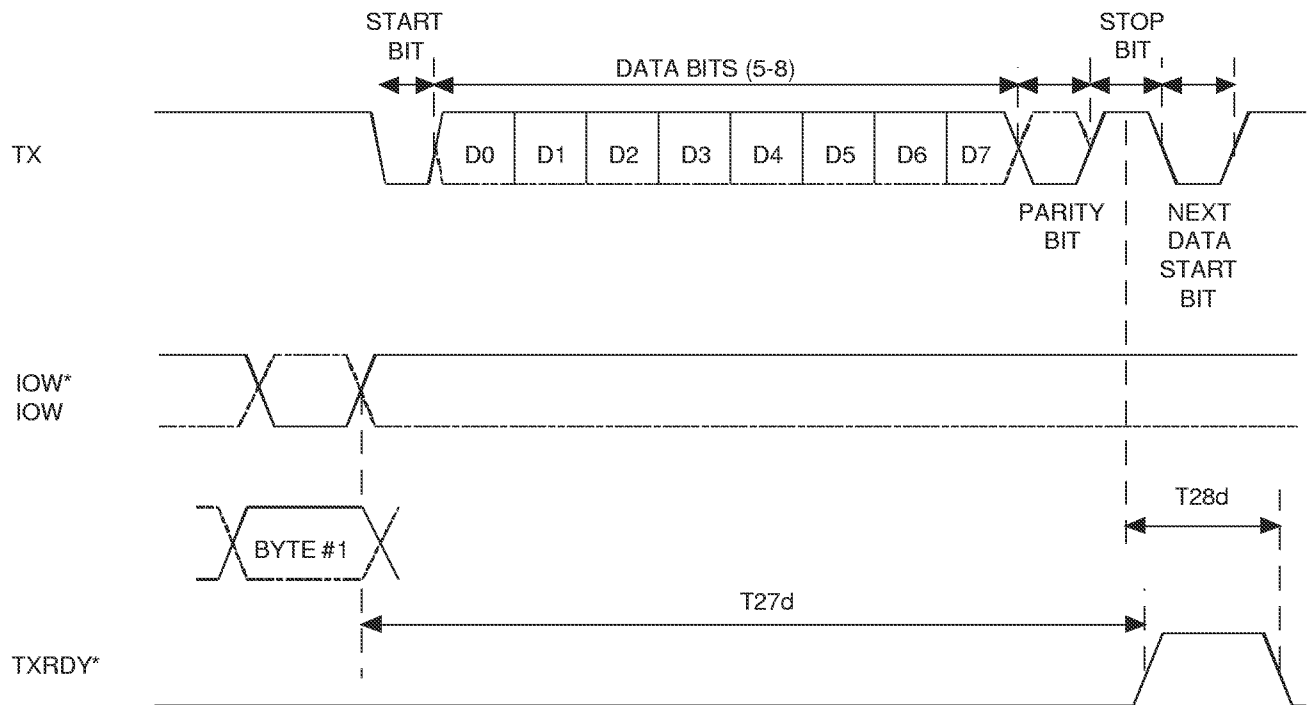 START
BIT
STOP
BIT
DATA BITS (5-8)
TX
D0 D1 D2 D3 D4 D5 D6 D7
PARITY
BIT
NEXT
DATA
START
BIT
IOW*
IOW
T28d
BYTE #1
T27d
TXRDY*